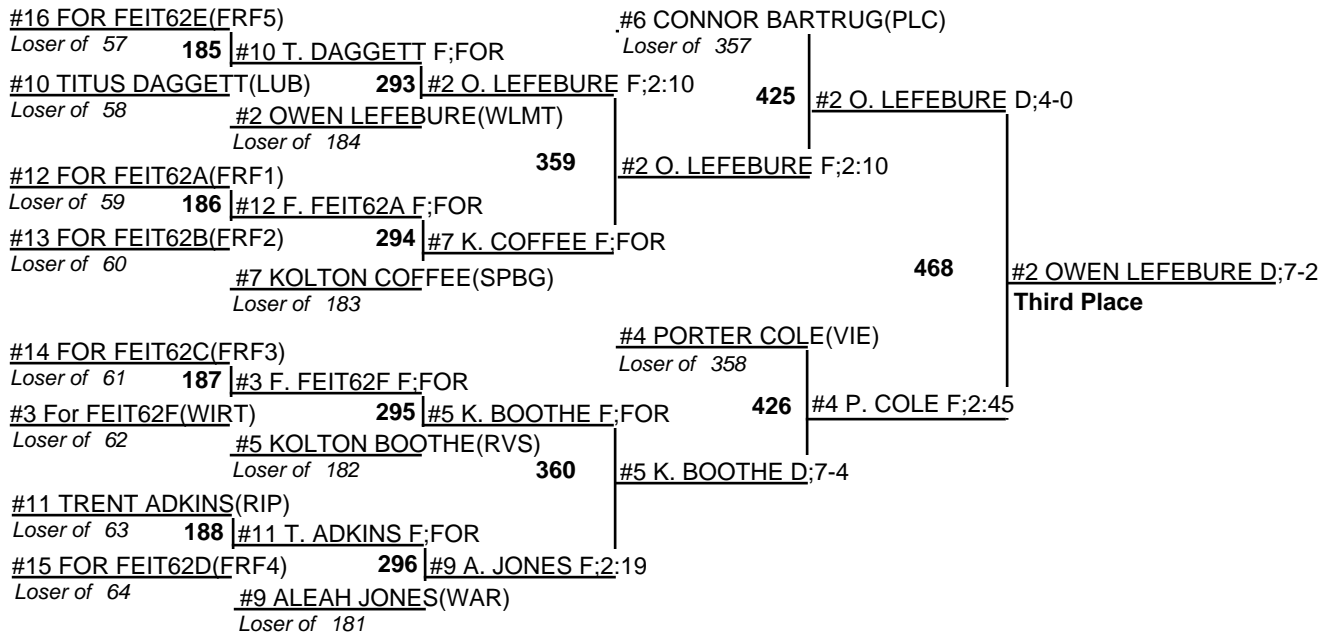 #16 FOR FEIT62E(FRF5)
Loser of 57
185
#10 T. DAGGETT F;FOR
#10 TITUS DAGGETT(LUB)
Loser of 58
293
#2 O. LEFEBURE F;2:10
#2 OWEN LEFEBURE(WLMT)
Loser of 184
359
#2 O. LEFEBURE F;2:10
#12 FOR FEIT62A(FRF1)
Loser of 59
186
#12 F. FEIT62A F;FOR
#13 FOR FEIT62B(FRF2)
Loser of 60
294
#7 K. COFFEE F;FOR
#7 KOLTON COFFEE(SPBG)
Loser of 183
#6 CONNOR BARTRUG(PLC)
Loser of 357
425
#2 O. LEFEBURE D;4-0
468
#2 OWEN LEFEBURE D;7-2
Third Place
#14 FOR FEIT62C(FRF3)
Loser of 61
187
#3 F. FEIT62F F;FOR
#3 For FEIT62F(WIRT)
Loser of 62
295
#5 K. BOOTHE F;FOR
#5 KOLTON BOOTHE(RVS)
Loser of 182
360
#5 K. BOOTHE D;7-4
#11 TRENT ADKINS(RIP)
Loser of 63
188
#11 T. ADKINS F;FOR
#15 FOR FEIT62D(FRF4)
Loser of 64
296
#9 A. JONES F;2:19
#9 ALEAH JONES(WAR)
Loser of 181
#4 PORTER COLE(VIE)
Loser of 358
426
#4 P. COLE F;2:45